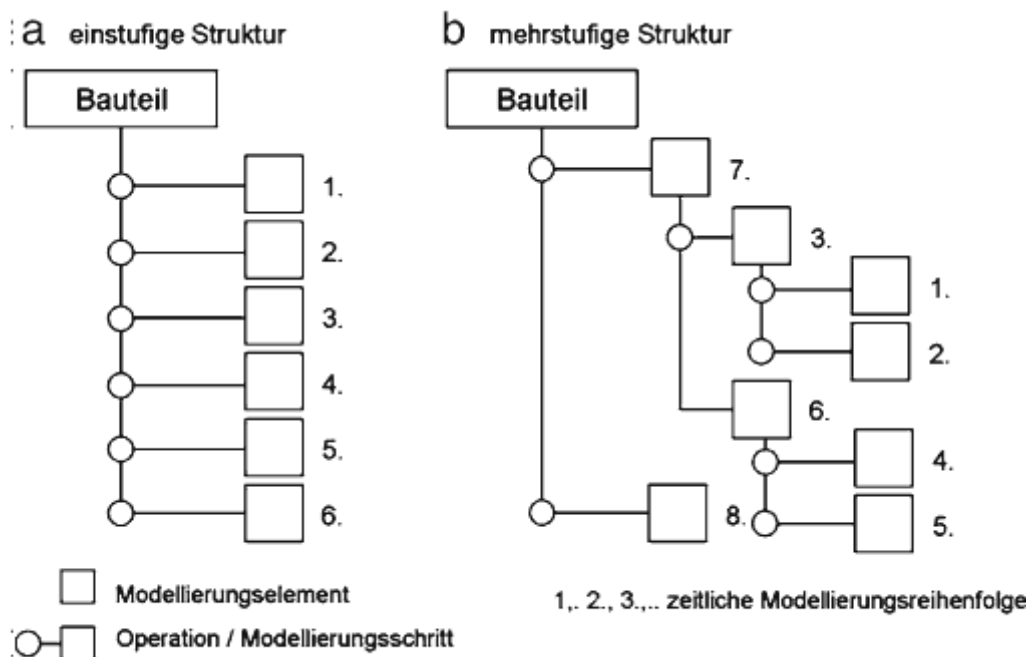 a einstufige Struktur
Bauteil
1.
2.
3.
4.
5.
6.
b mehrstufige Struktur
Bauteil
7.
3.
1.
2.
6.
4.
5.
8.
Modellierungselement
Operation / Modellierungsschritt
1,. 2., 3.,.. zeitliche Modellierungsreihenfolge